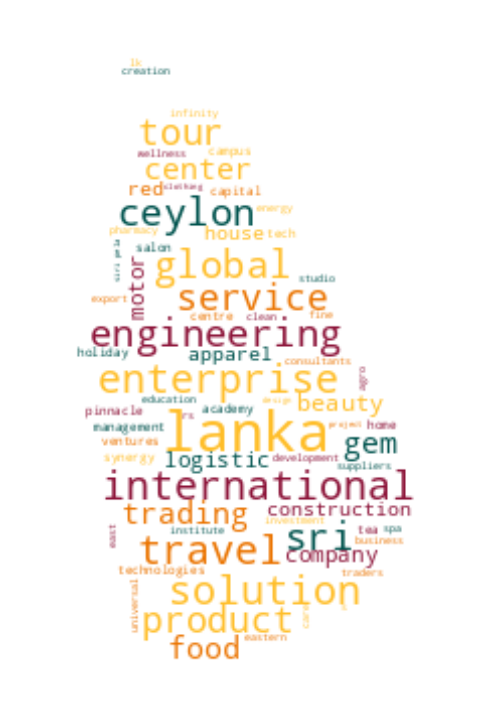 lk
creation
infinity
tour
wellness campus
center
red clothing capital
ceylon energy
pharmacy house tech
salon
siri gala
global
motor
studio
service
export
centre clean fine
engineering
holiday apparel
consultants
enterprise
agro
education design beauty
pinnacle rs academy
lanka
management project home
ventures gem
synergy logistic development
suppliers
international
trading construction
investment
east institute sri tea spa
business
travel company
technologies traders
solution
universal
product care
eastern
food